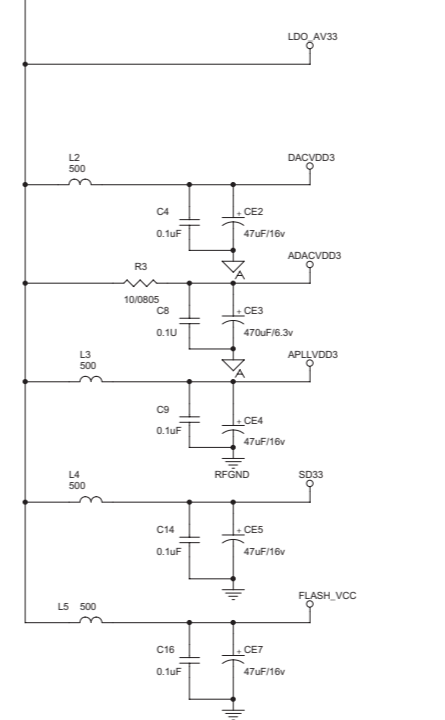 LDO_AV33
L2
500
DACVDD3
C4
0.1uF
+ CE2
47uF/16v
A
ADACVDD3
R3
10/0805
C8
0.1U
+ CE3
470uF/6.3v
A
APLLVDD3
L3
500
C9
0.1uF
+ CE4
47uF/16v
RFGND
SD33
L4
500
C14
0.1uF
+ CE5
47uF/16v
FLASH_VCC
L5 500
C16
0.1uF
+ CE7
47uF/16v